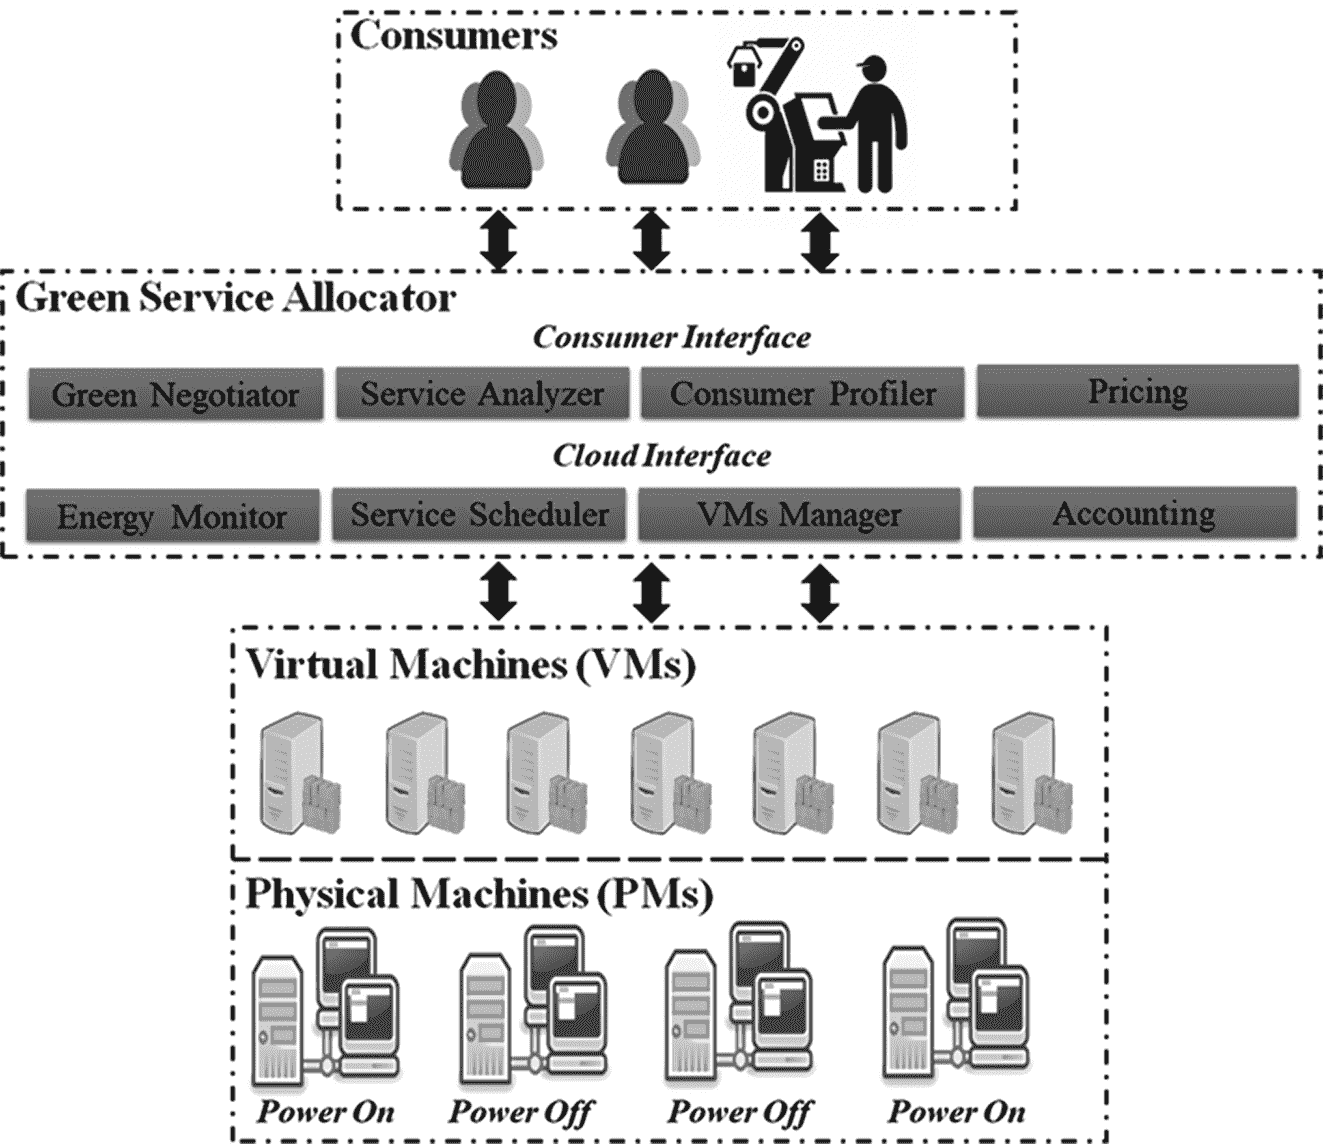 Consumers
Green Service Allocator
Consumer Interface
Green Negotiator Service Analyzer Consumer Profiler Pricing
Cloud Interface
Energy Monitor Service Scheduler VMs Manager Accounting
Virtual Machines (VMs)
Physical Machines (PMs)
Power On Power Off Power Off Power On